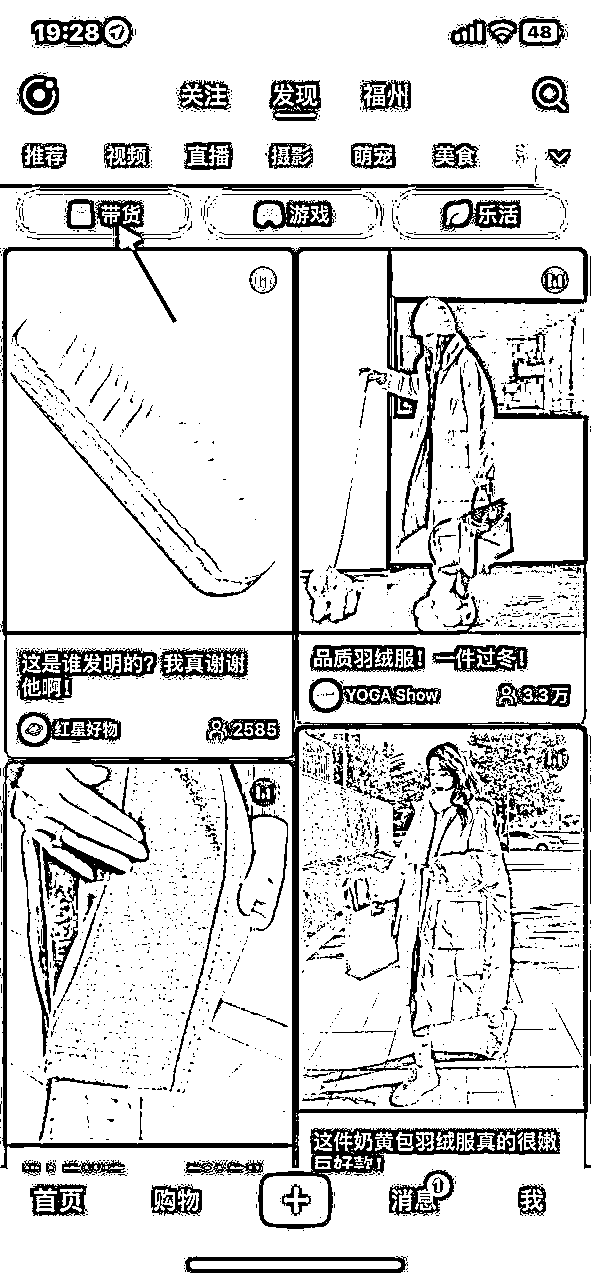 19:28
48
关注 发现 福州
推荐 视频 直播 摄影 萌宠 美食
带货 游戏 乐活
这是谁发明的？我真谢谢
他啊！
红星好物 2585
品质羽绒服！一件过冬！
YOGA Show 3.3万
这件奶黄包羽绒服真的很嫩
首页 购物 消息 1 我